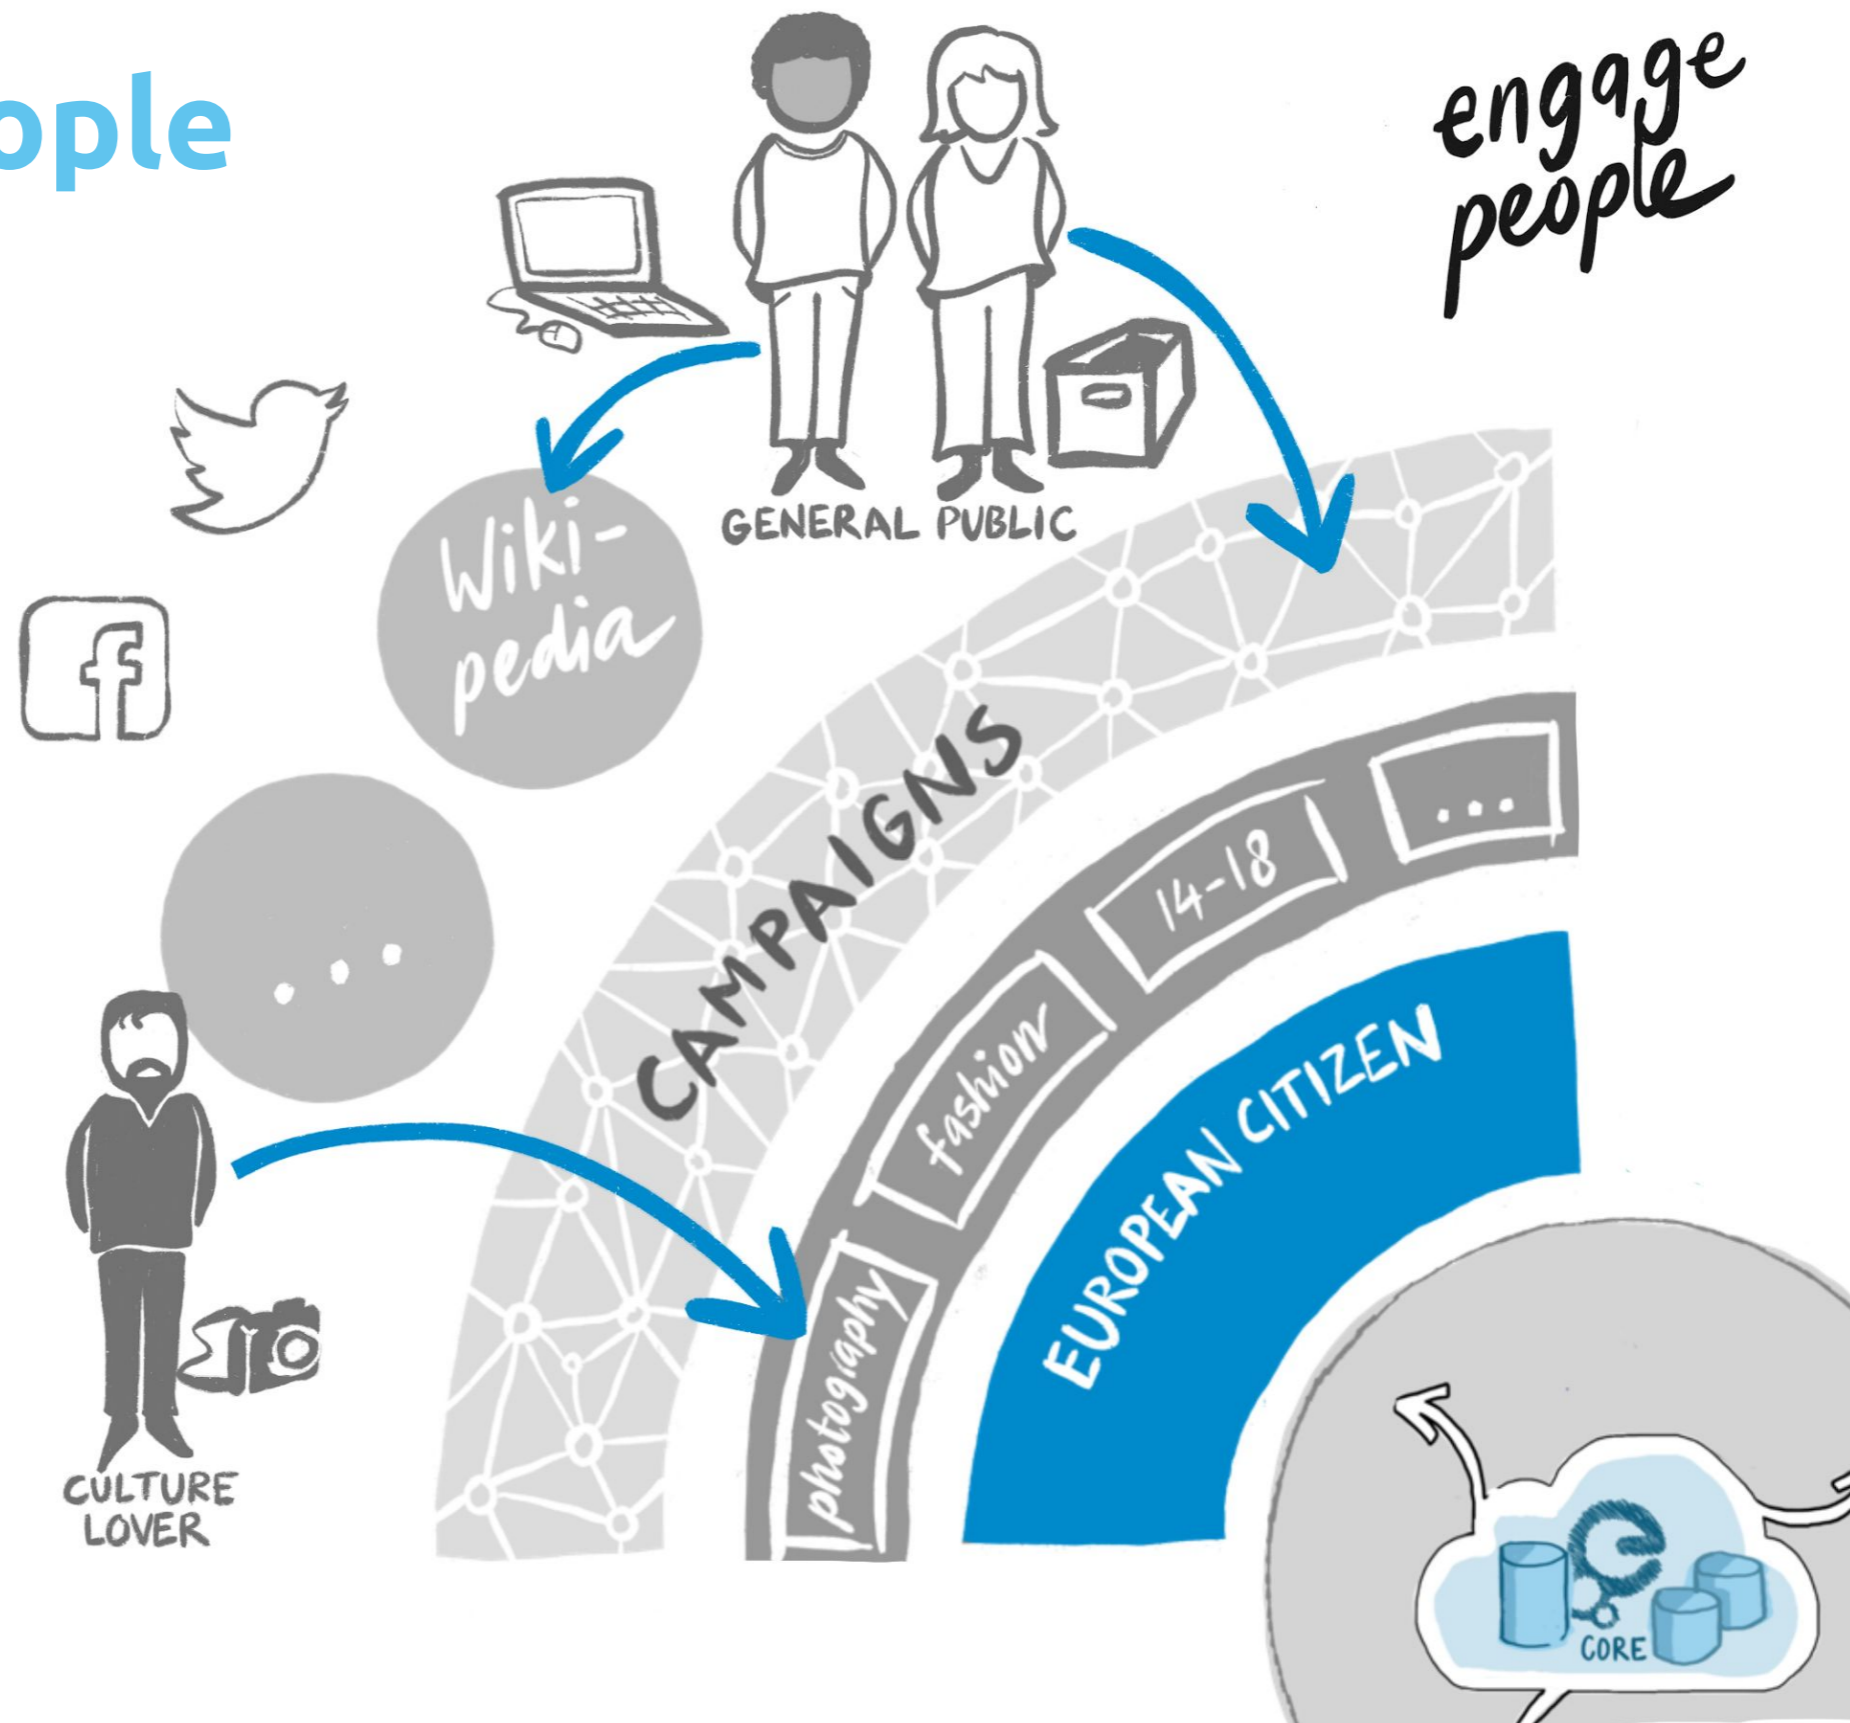 ople
engage
people
GENERAL PUBLIC
Wiki-
pedia
f
CAMPAIGNS
...
14-18
fashion
photography
EUROPEAN CITIZEN
...
CULTURE
LOVER
e
CORE